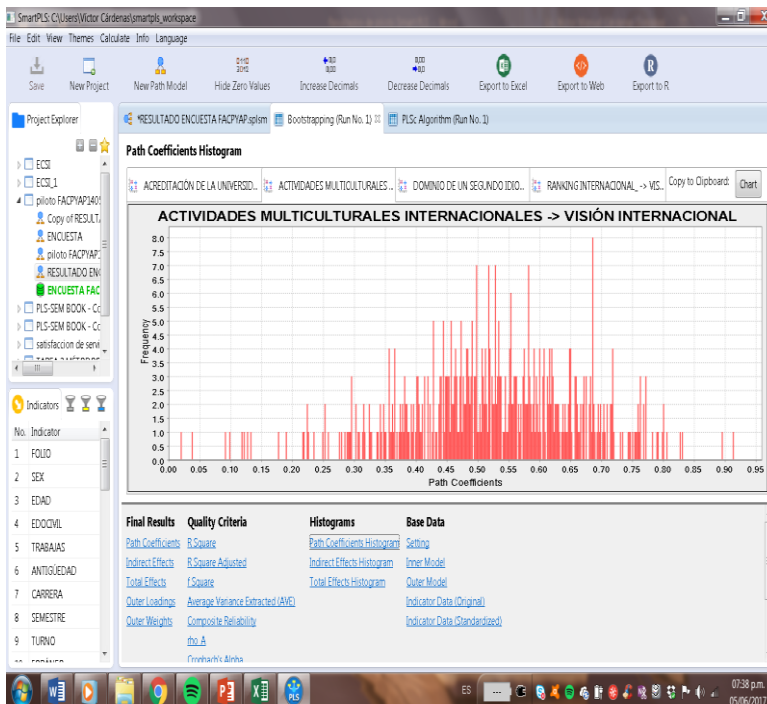 SmartPLS: C:\Users\Víctor Cárdenas\smartpls_workspace
File Edit View Themes Calculate Info Language
Save New Project New Path Model Hide Zero Values Increase Decimals Decrease Decimals Export to Excel Export to Web Export to R
Project Explorer
ECSI
ECSI_1
piloto FACPYAP140
Copy of RESULT
ENCUESTA
piloto FACPYAP
RESULTADO EN
ENCUESTA FAC
PLS-SEM BOOK - Co
PLS-SEM BOOK - Co
satisfaccion de servi
Indicators
No. Indicator
1 FOLIO
2 SEX
3 EDAD
4 EDOCIVIL
5 TRABAJAS
6 ANTIGÜEDAD
7 CARRERA
8 SEMESTRE
9 TURNO
*RESULTADO ENCUESTA FACPYAP.splsm Bootstrapping (Run No. 1) PLSc Algorithm (Run No. 1)
Path Coefficients Histogram
ACREDITACIÓN DE LA UNIVERSID... ACTIVIDADES MULTICULTURALES ... DOMINIO DE UN SEGUNDO IDIO... RANKING INTERNACIONAL_ -> VIS... Copy to Clipboard: Chart
ACTIVIDADES MULTICULTURALES INTERNACIONALES -> VISIÓN INTERNACIONAL
Frequency
8.0
7.5
7.0
6.5
6.0
5.5
5.0
4.5
4.0
3.5
3.0
2.5
2.0
1.5
1.0
0.5
0.0
0.00 0.05 0.10 0.15 0.20 0.25 0.30 0.35 0.40 0.45 0.50 0.55 0.60 0.65 0.70 0.75 0.80 0.85 0.90 0.95
Path Coefficients
Final Results Quality Criteria Histograms Base Data
Path Coefficients R Square Path Coefficients Histogram Setting
Indirect Effects R Square Adjusted Indirect Effects Histogram Inner Model
Total Effects f Square Total Effects Histogram Outer Model
Outer Loadings Average Variance Extracted (AVE) Indicator Data (Original)
Outer Weights Composite Reliability Indicator Data (Standardized)
rho_A
Cronbach's Alpha
ES
07:38 p.m.
05/06/2017